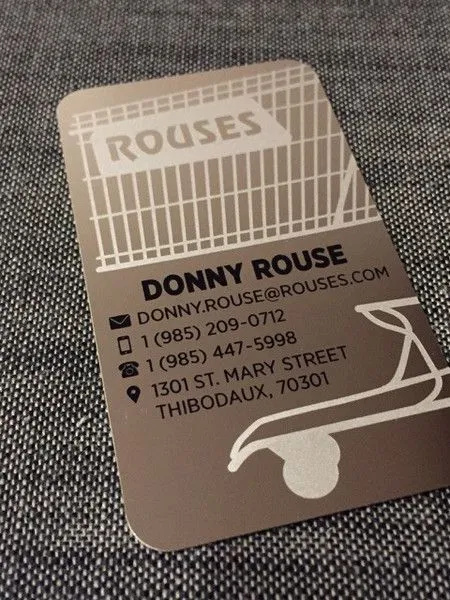 ROUSES
DONNY ROUSE
DONNY.ROUSE@ROUSES.COM
1 (985) 209-0712
1 (985) 447-5998
1301 ST. MARY STREET
THIBODAUX, 70301